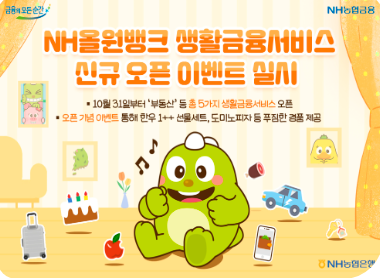 금융의 모든 순간
NH농협금융
NH올원뱅크 생활금융서비스
신규 오픈 이벤트 실시
▪ 10월 31일부터 '부동산' 등 총 5가지 생활금융서비스 오픈
▪ 오픈 기념 이벤트 통해 한우 1++ 선물세트, 도미노피자 등 푸짐한 경품 제공
NH농협은행